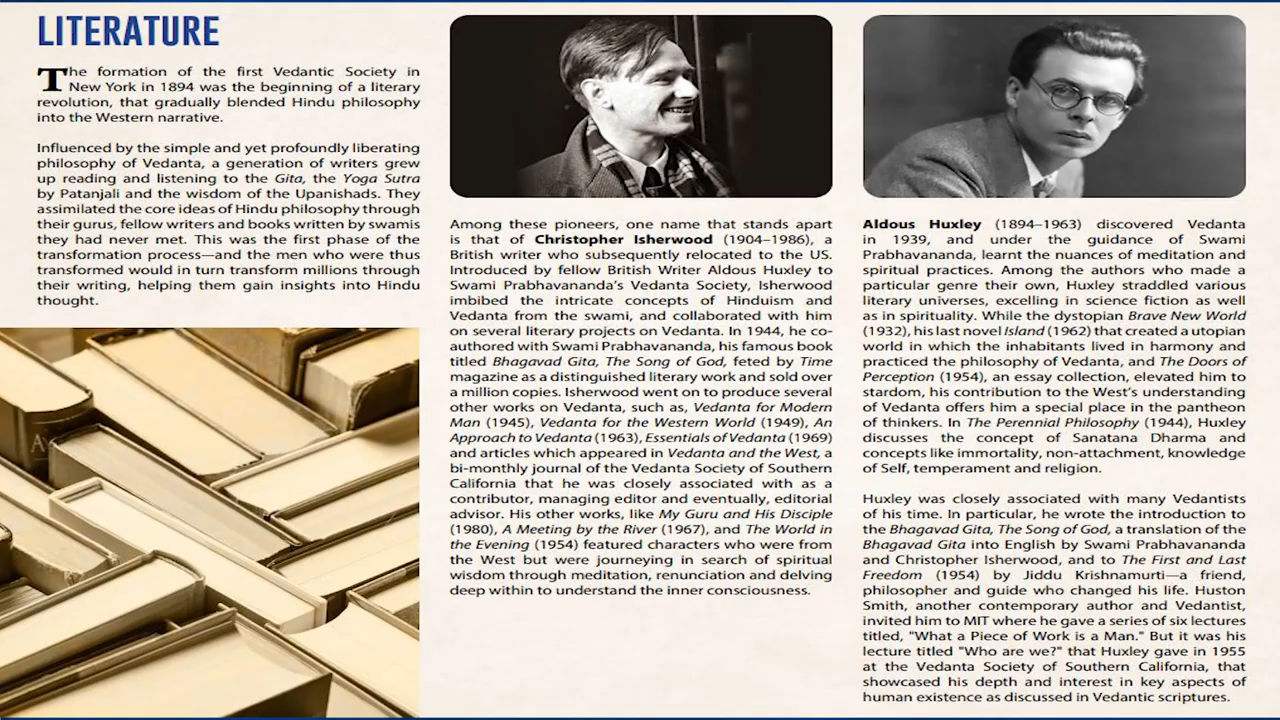 LITERATURE
The formation of the first Vedantic Society in
New York in 1894 was the beginning of a literary
revolution, that gradually blended Hindu philosophy
into the Western narrative.
Influenced by the simple and yet profoundly liberating
philosophy of Vedanta, a generation of writers grew
up reading and listening to the Gita, the Yoga Sutra
by Patanjali and the wisdom of the Upanishads. They
assimilated the core ideas of Hindu philosophy through
their gurus, fellow writers and books written by swamis
they had never met. This was the first phase of the
transformation process—and the men who were thus
transformed would in turn transform millions through
their writing, helping them gain insights into Hindu
thought.
Among these pioneers, one name that stands apart
is that of Christopher Isherwood (1904–1986), a
British writer who subsequently relocated to the US.
Introduced by fellow British Writer Aldous Huxley to
Swami Prabhavananda's Vedanta Society, Isherwood
imbibed the intricate concepts of Hinduism and
Vedanta from the swami, and collaborated with him
on several literary projects on Vedanta. In 1944, he co-
authored with Swami Prabhavananda, his famous book
titled Bhagavad Gita, The Song of God, feted by Time
magazine as a distinguished literary work and sold over
a million copies. Isherwood went on to produce several
other works on Vedanta, such as, Vedanta for Modern
Man (1945), Vedanta for the Western World (1949), An
Approach to Vedanta (1963), Essentials of Vedanta (1969)
and articles which appeared in Vedanta and the West, a
bi-monthly journal of the Vedanta Society of Southern
California that he was closely associated with as a
contributor, managing editor and eventually, editorial
advisor. His other works, like My Guru and His Disciple
(1980), A Meeting by the River (1967), and The World in
the Evening (1954) featured characters who were from
the West but were journeying in search of spiritual
wisdom through meditation, renunciation and delving
deep within to understand the inner consciousness.
Aldous Huxley (1894–1963) discovered Vedanta
in 1939, and under the guidance of Swami
Prabhavananda, learnt the nuances of meditation and
spiritual practices. Among the authors who made a
particular genre their own, Huxley straddled various
literary universes, excelling in science fiction as well
as in spirituality. While the dystopian Brave New World
(1932), his last novel Island (1962) that created a utopian
world in which the inhabitants lived in harmony and
practiced the philosophy of Vedanta, and The Doors of
Perception (1954), an essay collection, elevated him to
stardom, his contribution to the West's understanding
of Vedanta offers him a special place in the pantheon
of thinkers. In The Perennial Philosophy (1944), Huxley
discusses the concept of Sanatana Dharma and
concepts like immortality, non-attachment, knowledge
of Self, temperament and religion.
Huxley was closely associated with many Vedantists
of his time. In particular, he wrote the introduction to
the Bhagavad Gita, The Song of God, a translation of the
Bhagavad Gita into English by Swami Prabhavananda
and Christopher Isherwood, and to The First and Last
Freedom (1954) by Jiddu Krishnamurti—a friend,
philosopher and guide who changed his life. Huston
Smith, another contemporary author and Vedantist,
invited him to MIT where he gave a series of six lectures
titled, "What a Piece of Work is a Man." But it was his
lecture titled "Who are we?" that Huxley gave in 1955
at the Vedanta Society of Southern California, that
showcased his depth and interest in key aspects of
human existence as discussed in Vedantic scriptures.